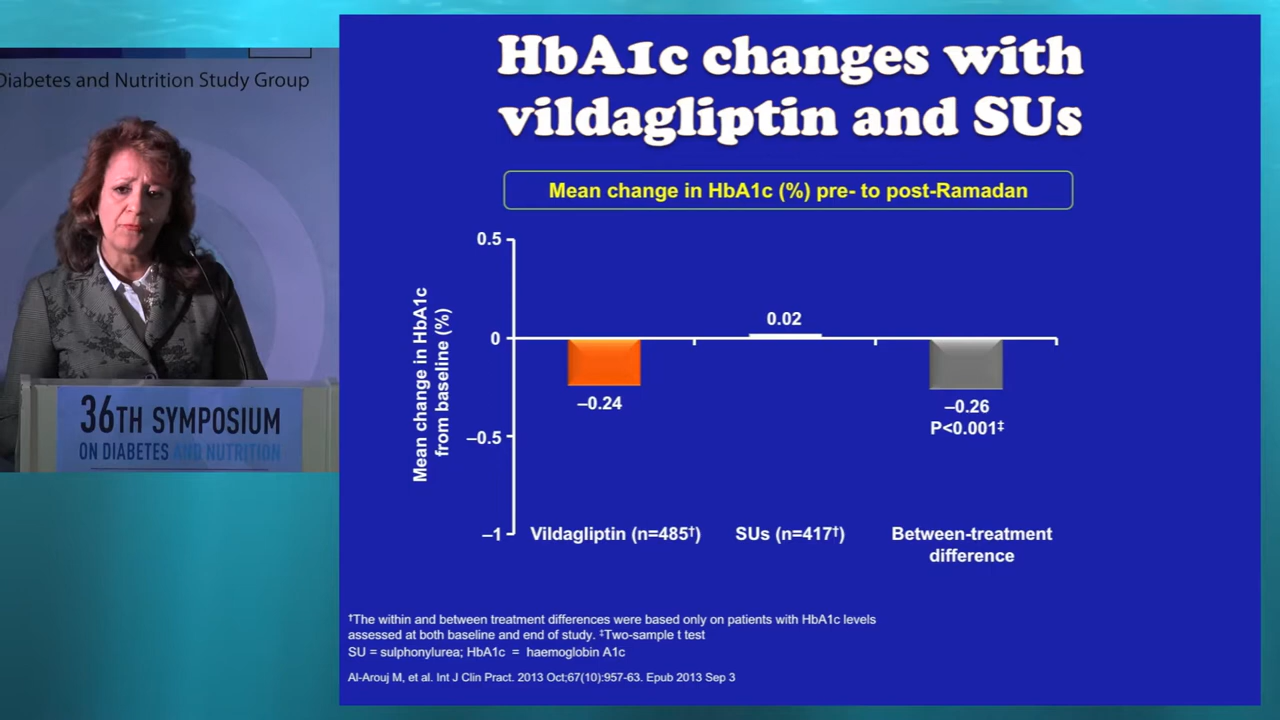 Diabetes and Nutrition Study Group
36TH SYMPOSIUM
ON DIABETES AND NUTRITION
HbA1c changes with
vildagliptin and SUs
Mean change in HbA1c (%) pre- to post-Ramadan
Mean change in HbA1c
from baseline (%)
0.5
0
–0.5
–1
–0.24
0.02
–0.26
P<0.001‡
Vildagliptin (n=485†)
SUs (n=417†)
Between-treatment
difference
†The within and between treatment differences were based only on patients with HbA1c levels
assessed at both baseline and end of study. ‡Two-sample t test
SU = sulphonylurea; HbA1c = haemoglobin A1c
Al-Arouj M, et al. Int J Clin Pract. 2013 Oct;67(10):957-63. Epub 2013 Sep 3